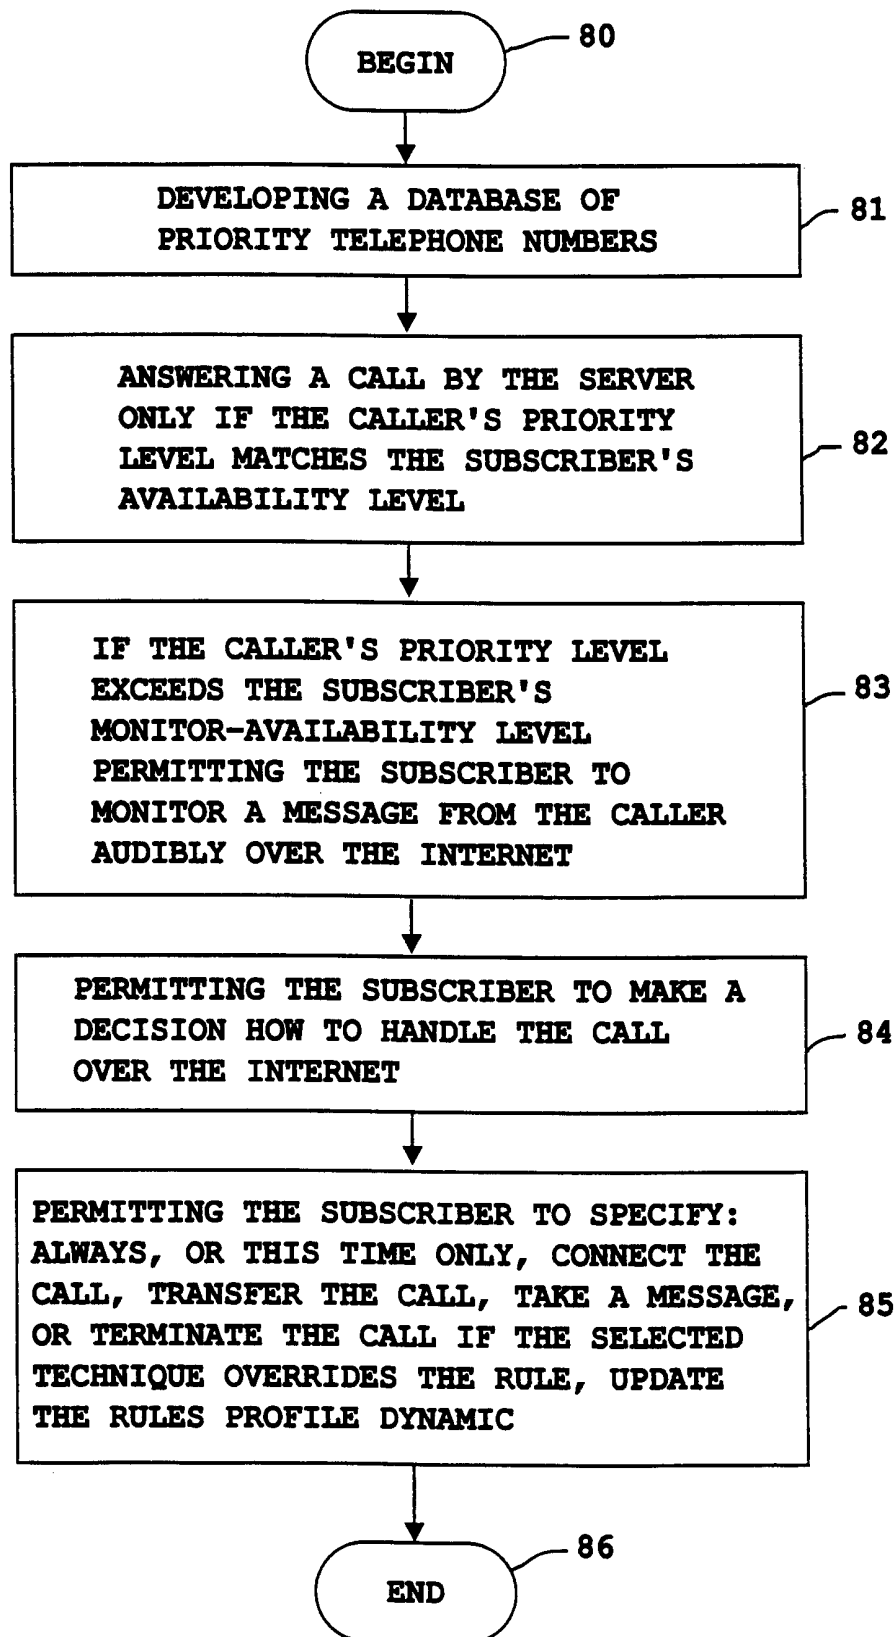 BEGIN
80
DEVELOPING A DATABASE OF
PRIORITY TELEPHONE NUMBERS
81
ANSWERING A CALL BY THE SERVER
ONLY IF THE CALLER'S PRIORITY
LEVEL MATCHES THE SUBSCRIBER'S
AVAILABILITY LEVEL
82
IF THE CALLER'S PRIORITY LEVEL
EXCEEDS THE SUBSCRIBER'S
MONITOR-AVAILABILITY LEVEL
PERMITTING THE SUBSCRIBER TO
MONITOR A MESSAGE FROM THE CALLER
AUDIBLY OVER THE INTERNET
83
PERMITTING THE SUBSCRIBER TO MAKE A
DECISION HOW TO HANDLE THE CALL
OVER THE INTERNET
84
PERMITTING THE SUBSCRIBER TO SPECIFY:
ALWAYS, OR THIS TIME ONLY, CONNECT THE
CALL, TRANSFER THE CALL, TAKE A MESSAGE,
OR TERMINATE THE CALL IF THE SELECTED
TECHNIQUE OVERRIDES THE RULE, UPDATE
THE RULES PROFILE DYNAMIC
85
END
86